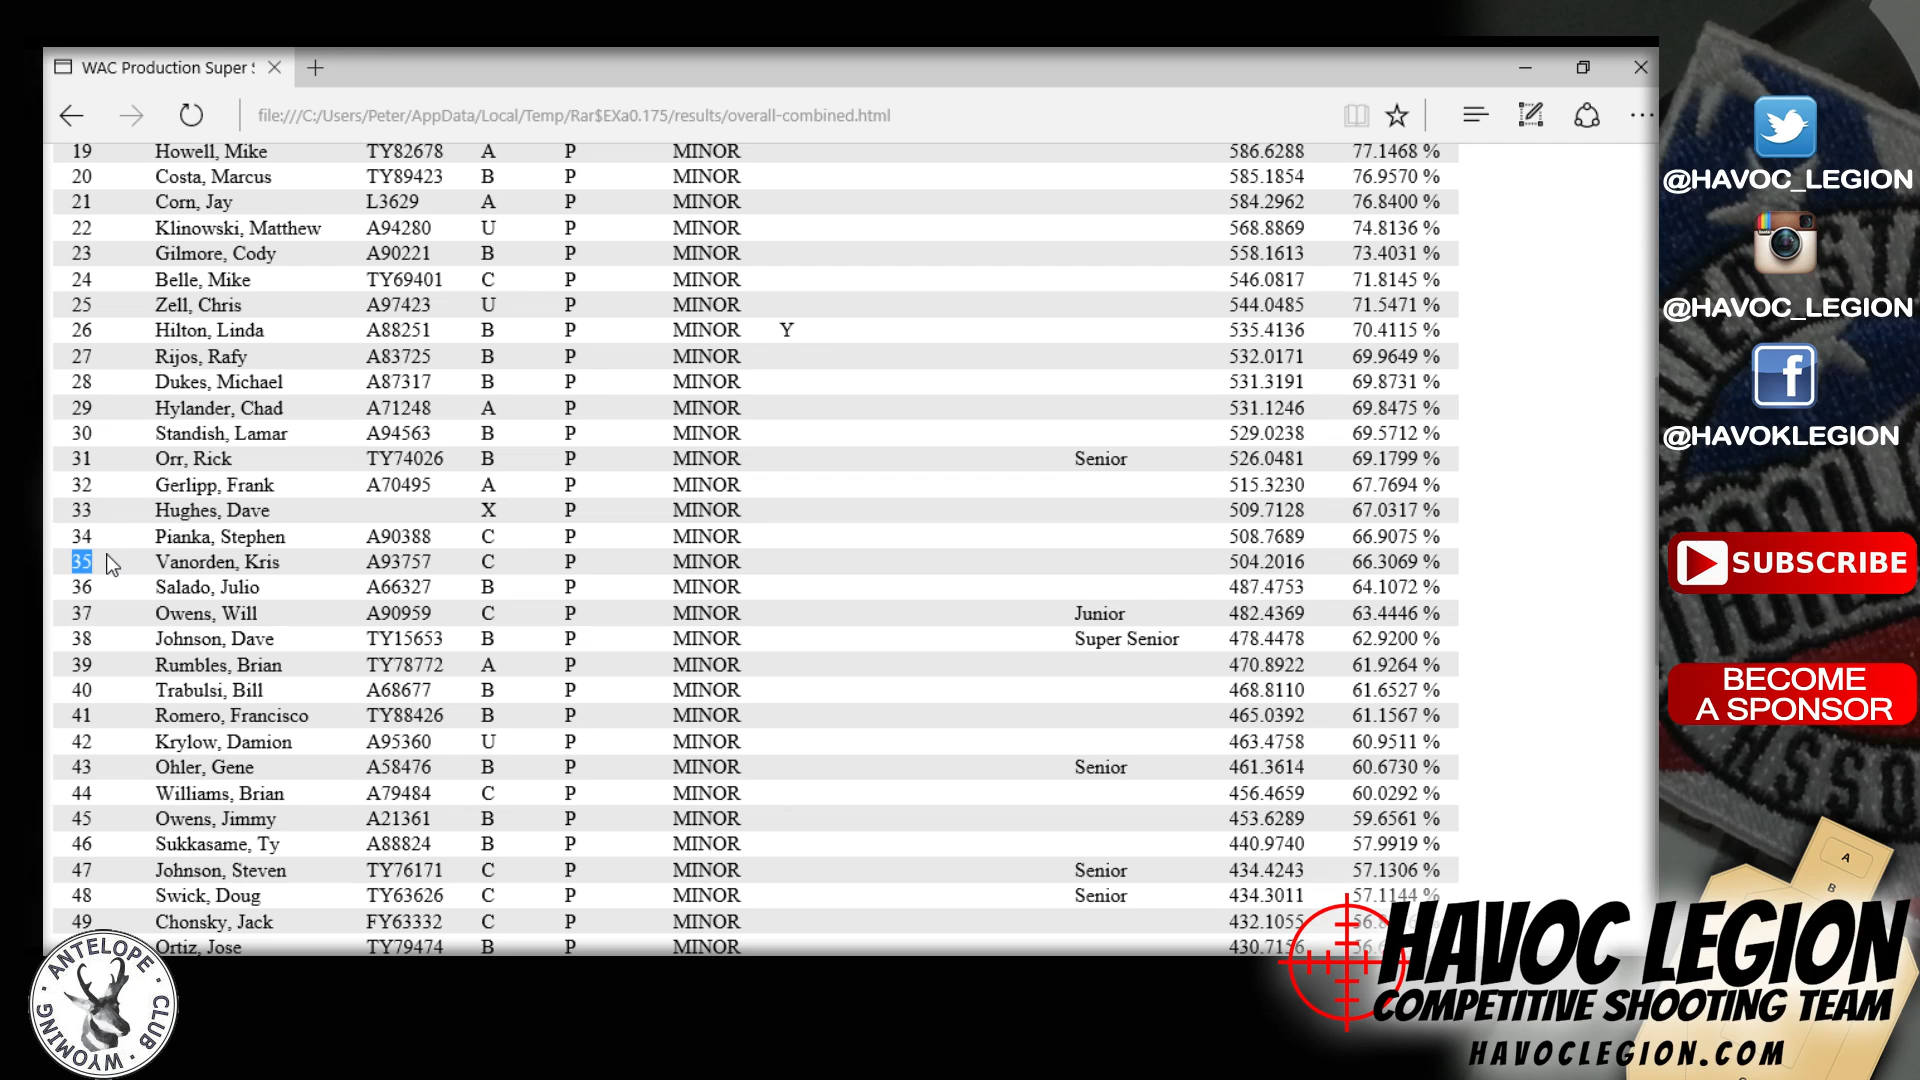 WAC Production Super S
file:///C:/Users/Peter/AppData/Local/Temp/Rar$EXa0.175/results/overall-combined.html
19 Howell, Mike TY82678 A P MINOR 586.6288 77.1468 %
20 Costa, Marcus TY89423 B P MINOR 585.1854 76.9570 %
21 Corn, Jay L3629 A P MINOR 584.2962 76.8400 %
22 Klinowski, Matthew A94280 U P MINOR 568.8869 74.8136 %
23 Gilmore, Cody A90221 B P MINOR 558.1613 73.4031 %
24 Belle, Mike TY69401 C P MINOR 546.0817 71.8145 %
25 Zell, Chris A97423 U P MINOR 544.0485 71.5471 %
26 Hilton, Linda A88251 B P MINOR Y 535.4136 70.4115 %
27 Rijos, Rafy A83725 B P MINOR 532.0171 69.9649 %
28 Dukes, Michael A87317 B P MINOR 531.3191 69.8731 %
29 Hylander, Chad A71248 A P MINOR 531.1246 69.8475 %
30 Standish, Lamar A94563 B P MINOR 529.0238 69.5712 %
31 Orr, Rick TY74026 B P MINOR Senior 526.0481 69.1799 %
32 Gerlipp, Frank A70495 A P MINOR 515.3230 67.7694 %
33 Hughes, Dave X P MINOR 509.7128 67.0317 %
34 Pianka, Stephen A90388 C P MINOR 508.7689 66.9075 %
35 Vanorden, Kris A93757 C P MINOR 504.2016 66.3069 %
36 Salado, Julio A66327 B P MINOR 487.4753 64.1072 %
37 Owens, Will A90959 C P MINOR Junior 482.4369 63.4446 %
38 Johnson, Dave TY15653 B P MINOR Super Senior 478.4478 62.9200 %
39 Rumbles, Brian TY78772 A P MINOR 470.8922 61.9264 %
40 Trabulsi, Bill A68677 B P MINOR 468.8110 61.6527 %
41 Romero, Francisco TY88426 B P MINOR 465.0392 61.1567 %
42 Krylow, Damion A95360 U P MINOR 463.4758 60.9511 %
43 Ohler, Gene A58476 B P MINOR Senior 461.3614 60.6730 %
44 Williams, Brian A79484 C P MINOR 456.4659 60.0292 %
45 Owens, Jimmy A21361 B P MINOR 453.6289 59.6561 %
46 Sukkasame, Ty A88824 B P MINOR 440.9740 57.9919 %
47 Johnson, Steven TY76171 C P MINOR Senior 434.4243 57.1306 %
48 Swick, Doug TY63626 C P MINOR Senior 434.3011 57.1144 %
49 Chonsky, Jack FY63332 C P MINOR 432.1055
Ortiz, Jose TY79474 B P MINOR 430.7156
@HAVOC_LEGION
@HAVOC_LEGION
@HAVOKLEGION
SUBSCRIBE
BECOME
A SPONSOR
A
B
HAVOC LEGION
COMPETITIVE SHOOTING TEAM
HAVOCLEGION.COM
WYOMING · ANTELOPE · CLUB